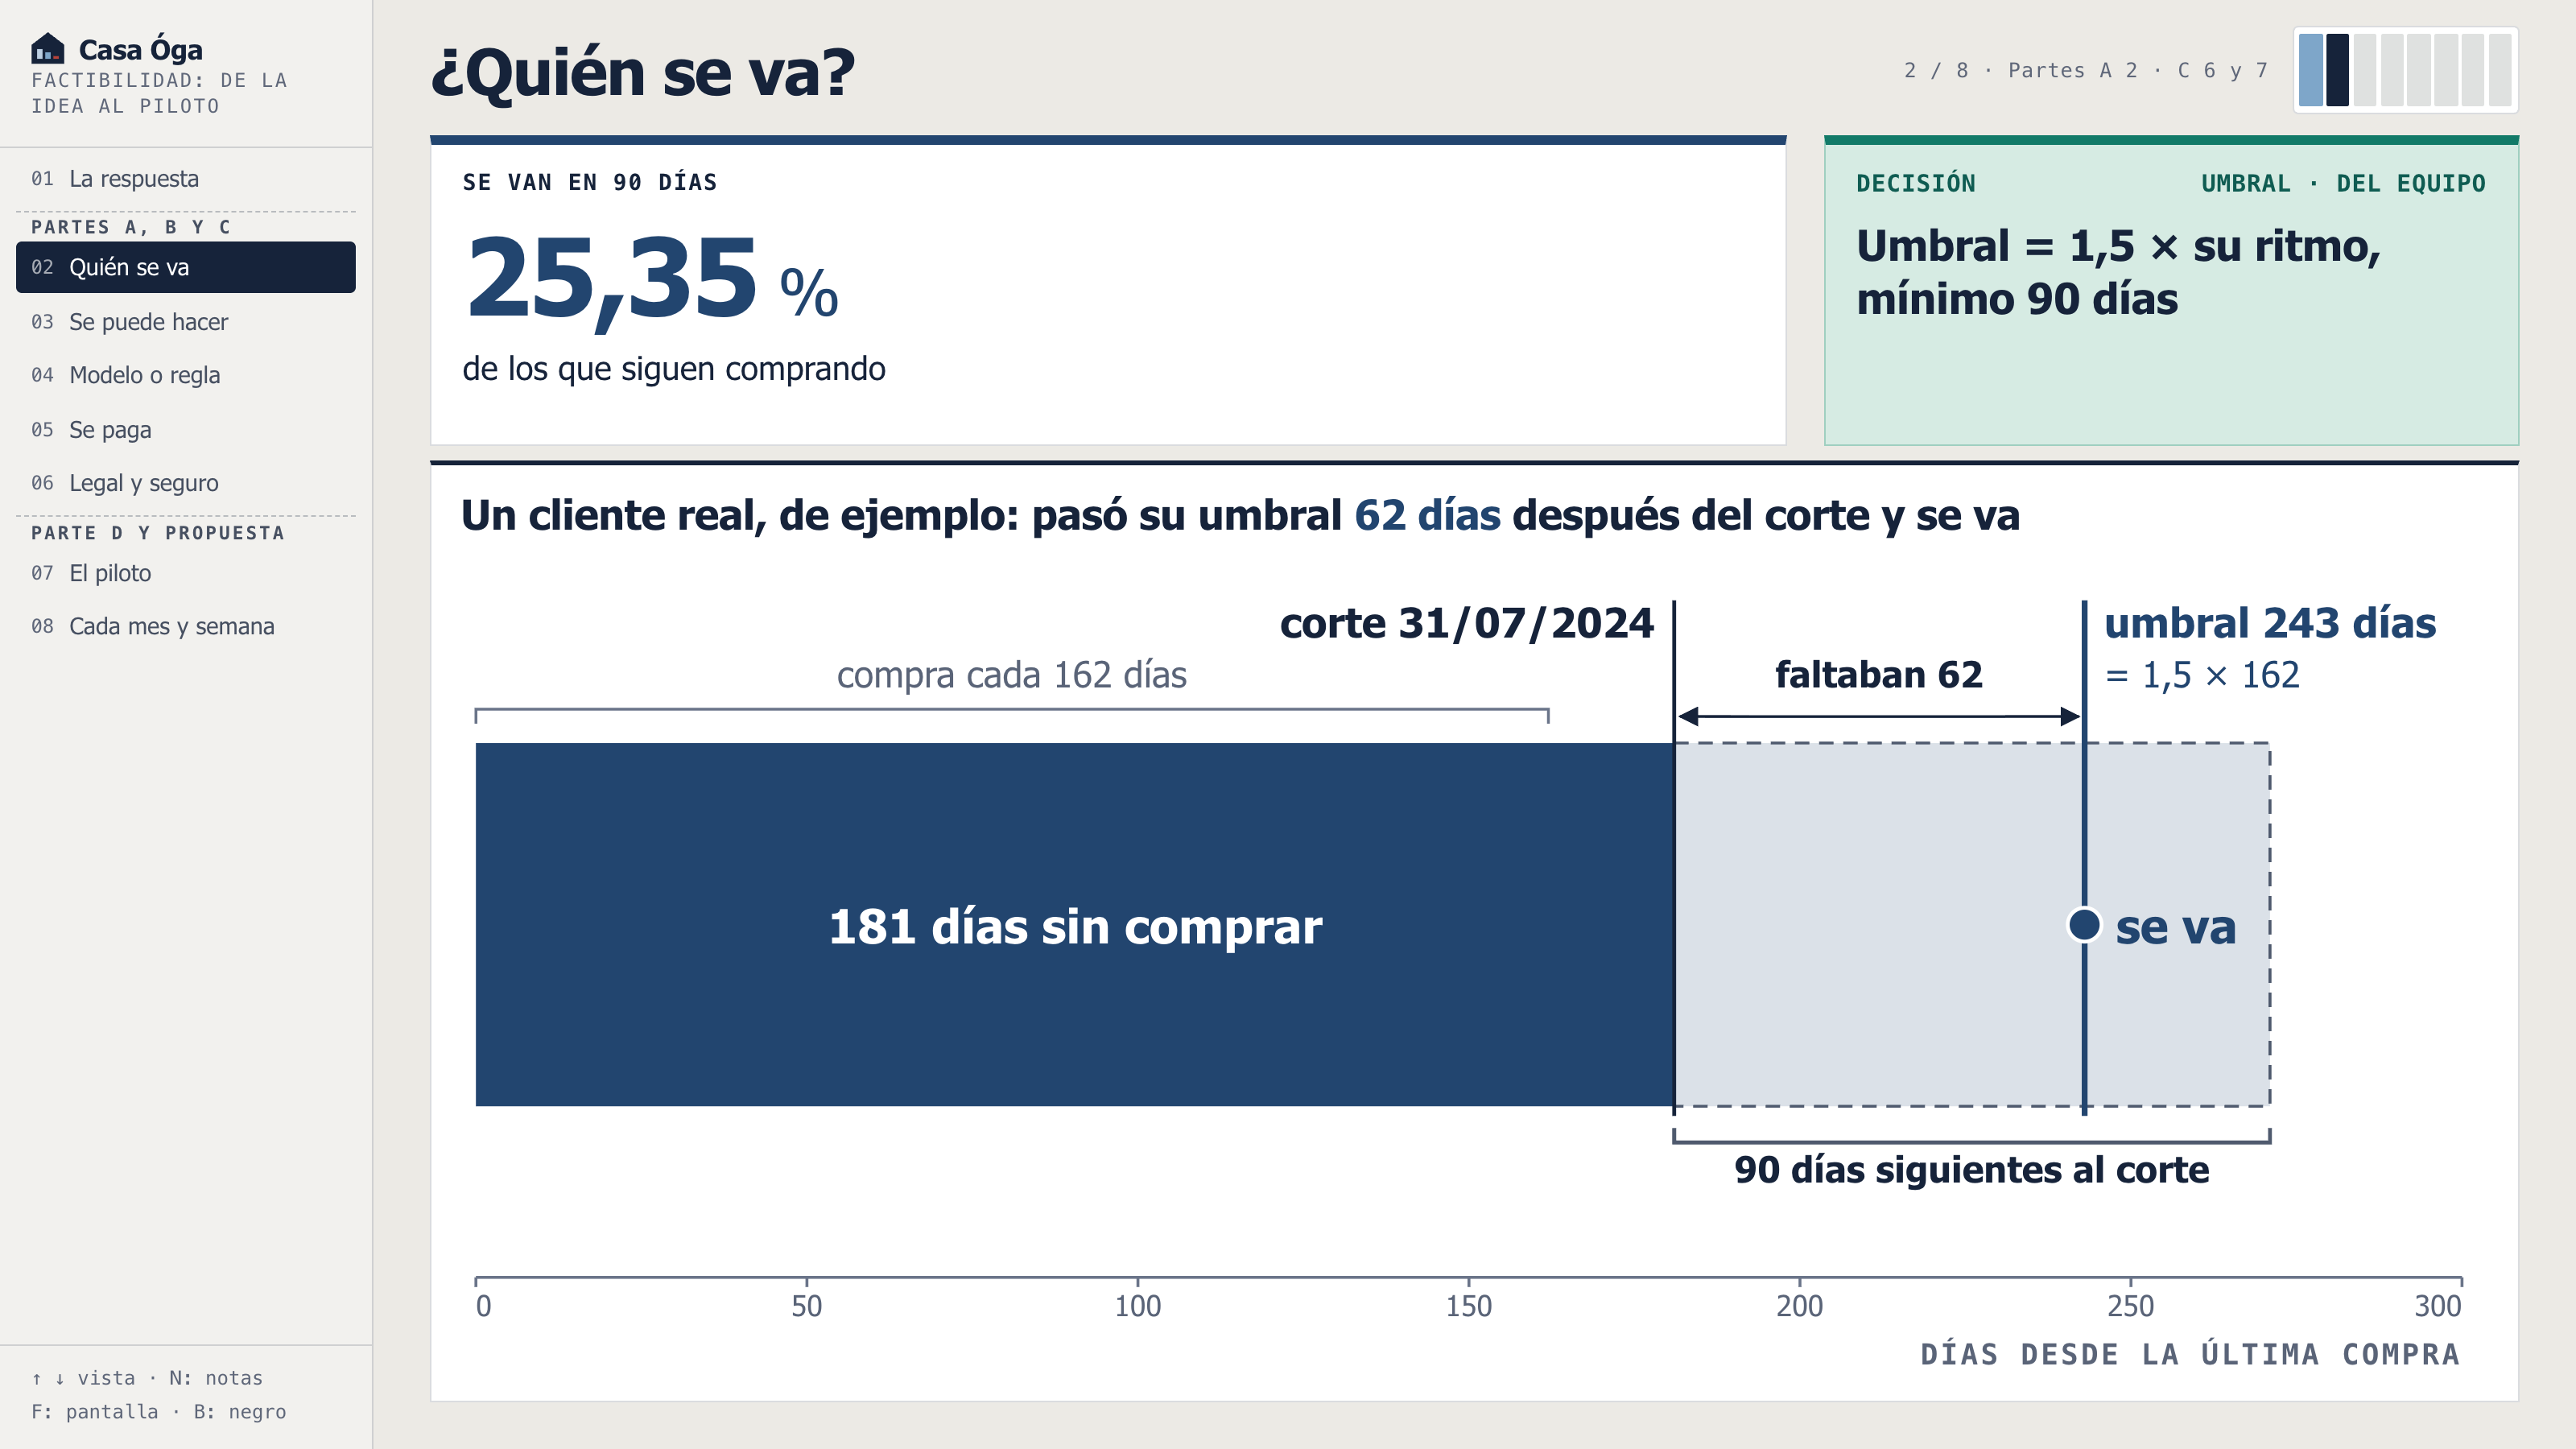 Casa Óga
FACTIBILIDAD: DE LA
IDEA AL PILOTO
01 La respuesta
PARTES A, B Y C
02 Quién se va
03 Se puede hacer
04 Modelo o regla
05 Se paga
06 Legal y seguro
PARTE D Y PROPUESTA
07 El piloto
08 Cada mes y semana
↑ ↓ vista · N: notas
F: pantalla · B: negro
¿Quién se va?
2 / 8 · Partes A 2 · C 6 y 7
SE VAN EN 90 DÍAS
25,35 %
de los que siguen comprando
DECISIÓN
UMBRAL · DEL EQUIPO
Umbral = 1,5 × su ritmo,
mínimo 90 días
Un cliente real, de ejemplo: pasó su umbral 62 días después del corte y se va
corte 31/07/2024
umbral 243 días
compra cada 162 días
faltaban 62
= 1,5 × 162
181 días sin comprar
se va
90 días siguientes al corte
0 50 100 150 200 250 300
DÍAS DESDE LA ÚLTIMA COMPRA